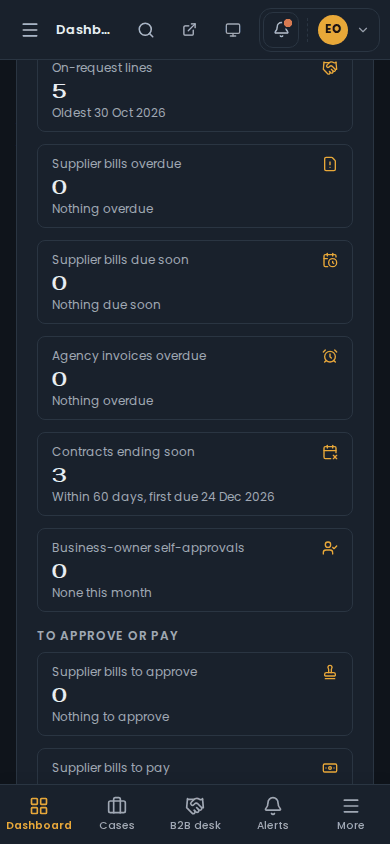 Dashb...
EO
On-request lines
5
Oldest 30 Oct 2026
Supplier bills overdue
0
Nothing overdue
Supplier bills due soon
0
Nothing due soon
Agency invoices overdue
0
Nothing overdue
Contracts ending soon
3
Within 60 days, first due 24 Dec 2026
Business-owner self-approvals
0
None this month
TO APPROVE OR PAY
Supplier bills to approve
0
Nothing to approve
Supplier bills to pay
Dashboard
Cases
B2B desk
Alerts
More